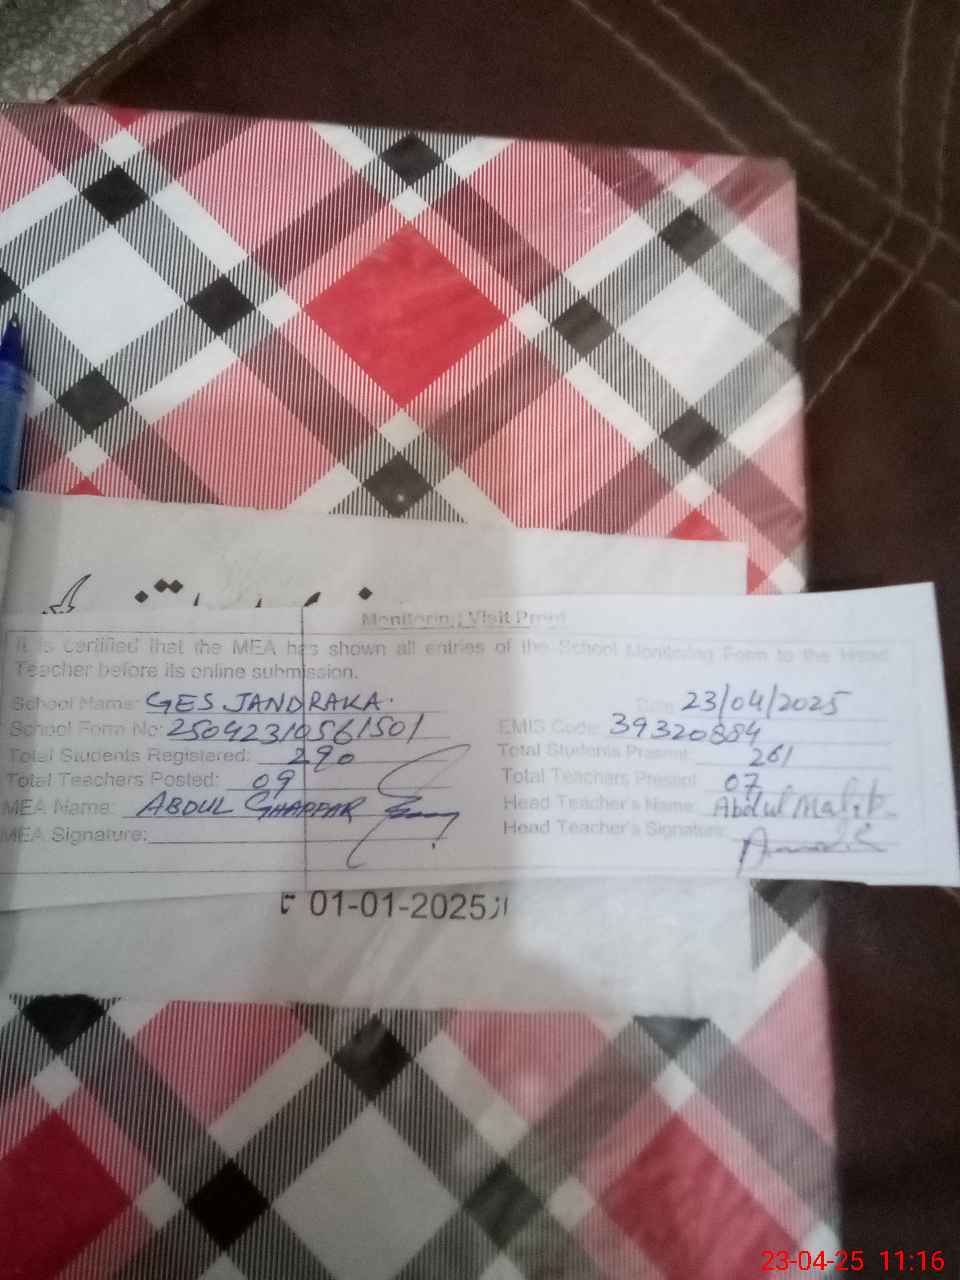 Monitoring Visit Proof
It is certified that the MEA has shown all entries of the School Monitoring Form to the Head
Teacher before its online submission.
School Name: GES JANDRAKA. Date: 23/04/2025
School Form No: 25042310561501 EMIS Code: 39320884
Total Students Registered: 290 Total Students Present: 261
Total Teachers Posted: 09 Total Teachers Present: 07
MEA Name: ABDUL GHAFFAR Head Teacher's Name: Abdul Malik
MEA Signature: Head Teacher's Signature:
از 01-01-2025 تا
23-04-25 11:16